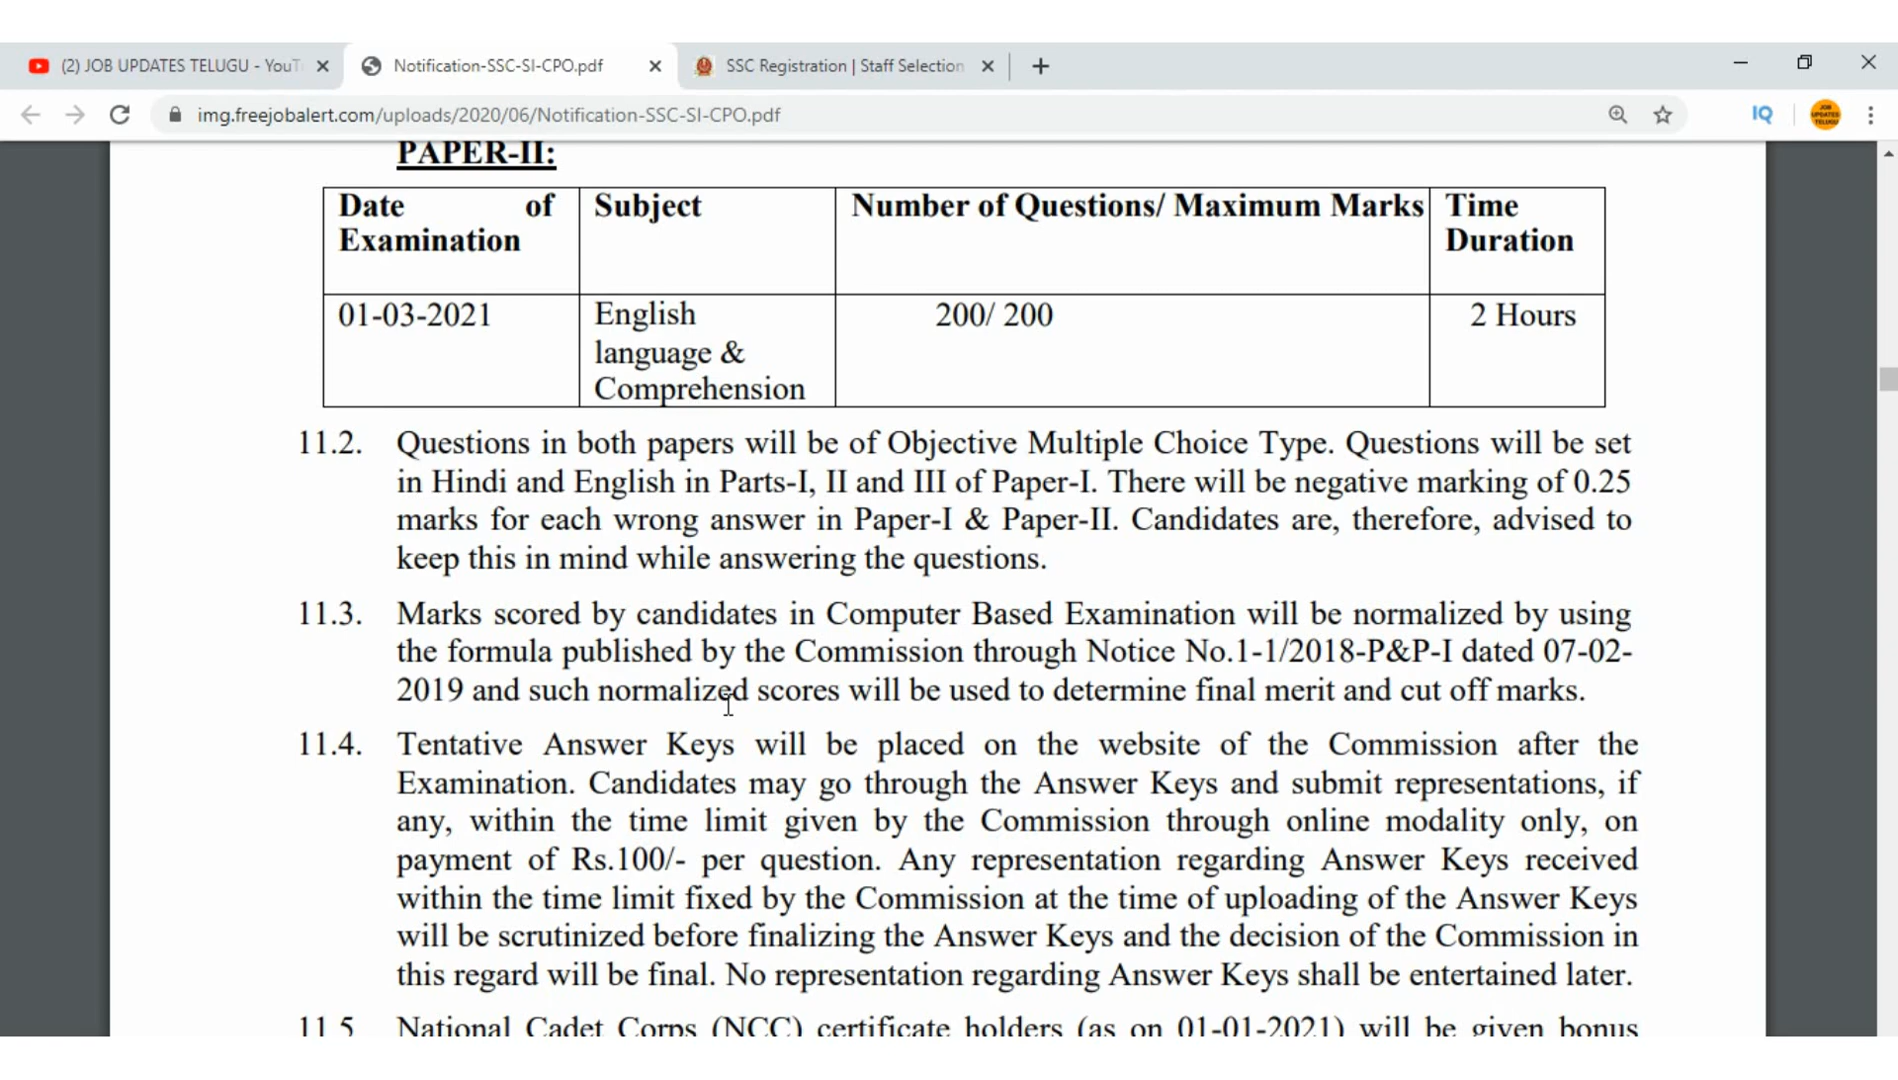 (2) JOB UPDATES TELUGU - YouT
Notification-SSC-SI-CPO.pdf
SSC Registration | Staff Selection
img.freejobalert.com/uploads/2020/06/Notification-SSC-SI-CPO.pdf
IQ
JOB
UPDATES
TELUGU
PAPER-II:
Date of Examination
Subject
Number of Questions/ Maximum Marks
Time Duration
01-03-2021
English language & Comprehension
200/ 200
2 Hours
11.2. Questions in both papers will be of Objective Multiple Choice Type. Questions will be set
in Hindi and English in Parts-I, II and III of Paper-I. There will be negative marking of 0.25
marks for each wrong answer in Paper-I & Paper-II. Candidates are, therefore, advised to
keep this in mind while answering the questions.
11.3. Marks scored by candidates in Computer Based Examination will be normalized by using
the formula published by the Commission through Notice No.1-1/2018-P&P-I dated 07-02-
2019 and such normalized scores will be used to determine final merit and cut off marks.
11.4. Tentative Answer Keys will be placed on the website of the Commission after the
Examination. Candidates may go through the Answer Keys and submit representations, if
any, within the time limit given by the Commission through online modality only, on
payment of Rs.100/- per question. Any representation regarding Answer Keys received
within the time limit fixed by the Commission at the time of uploading of the Answer Keys
will be scrutinized before finalizing the Answer Keys and the decision of the Commission in
this regard will be final. No representation regarding Answer Keys shall be entertained later.
11.5 National Cadet Corps (NCC) certificate holders (as on 01-01-2021) will be given bonus